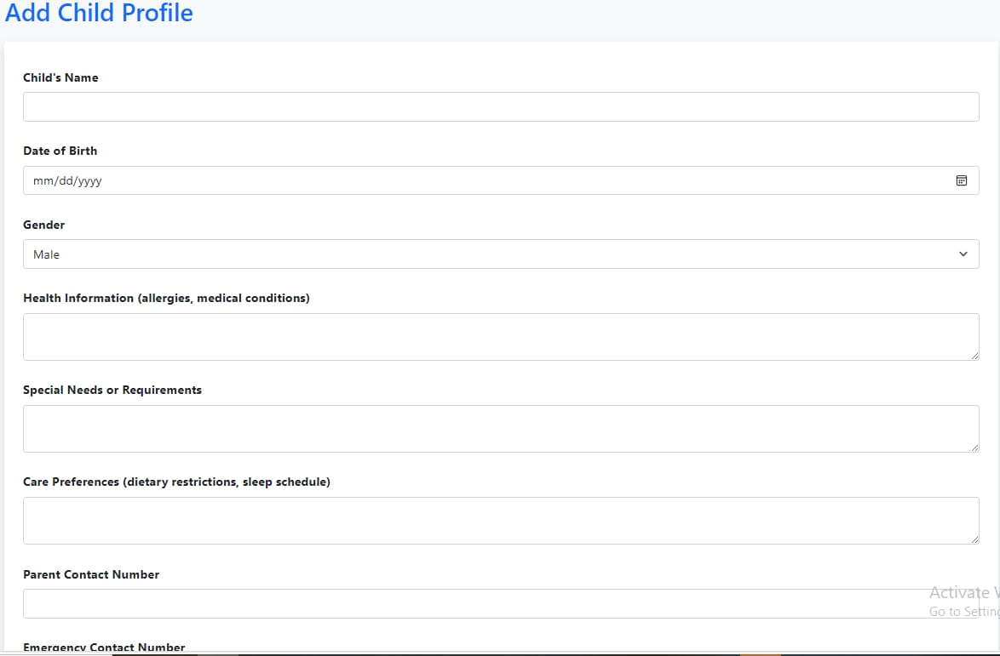 Add Child Profile
Child's Name
Date of Birth
mm/dd/yyyy
Gender
Male
Health Information (allergies, medical conditions)
Special Needs or Requirements
Care Preferences (dietary restrictions, sleep schedule)
Parent Contact Number
Activate
Go to Setting
Emergency Contact Number